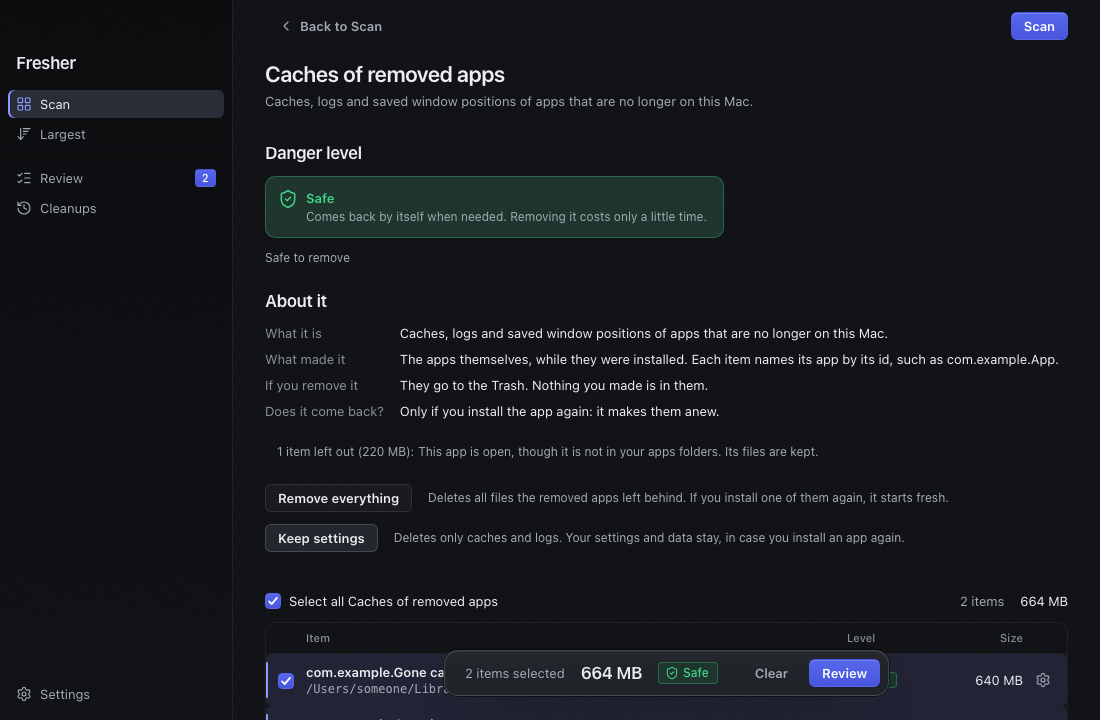 Back to Scan
Scan
Fresher
Scan
Largest
Review
2
Cleanups
Settings
Caches of removed apps
Caches, logs and saved window positions of apps that are no longer on this Mac.
Danger level
Safe
Comes back by itself when needed. Removing it costs only a little time.
Safe to remove
About it
What it is Caches, logs and saved window positions of apps that are no longer on this Mac.
What made it The apps themselves, while they were installed. Each item names its app by its id, such as com.example.App.
If you remove it They go to the Trash. Nothing you made is in them.
Does it come back? Only if you install the app again: it makes them anew.
1 item left out (220 MB): This app is open, though it is not in your apps folders. Its files are kept.
Remove everything Deletes all files the removed apps left behind. If you install one of them again, it starts fresh.
Keep settings Deletes only caches and logs. Your settings and data stay, in case you install an app again.
Select all Caches of removed apps 2 items 664 MB
Item Level Size
com.example.Gone ca
/Users/someone/Libra
640 MB
2 items selected 664 MB Safe Clear Review